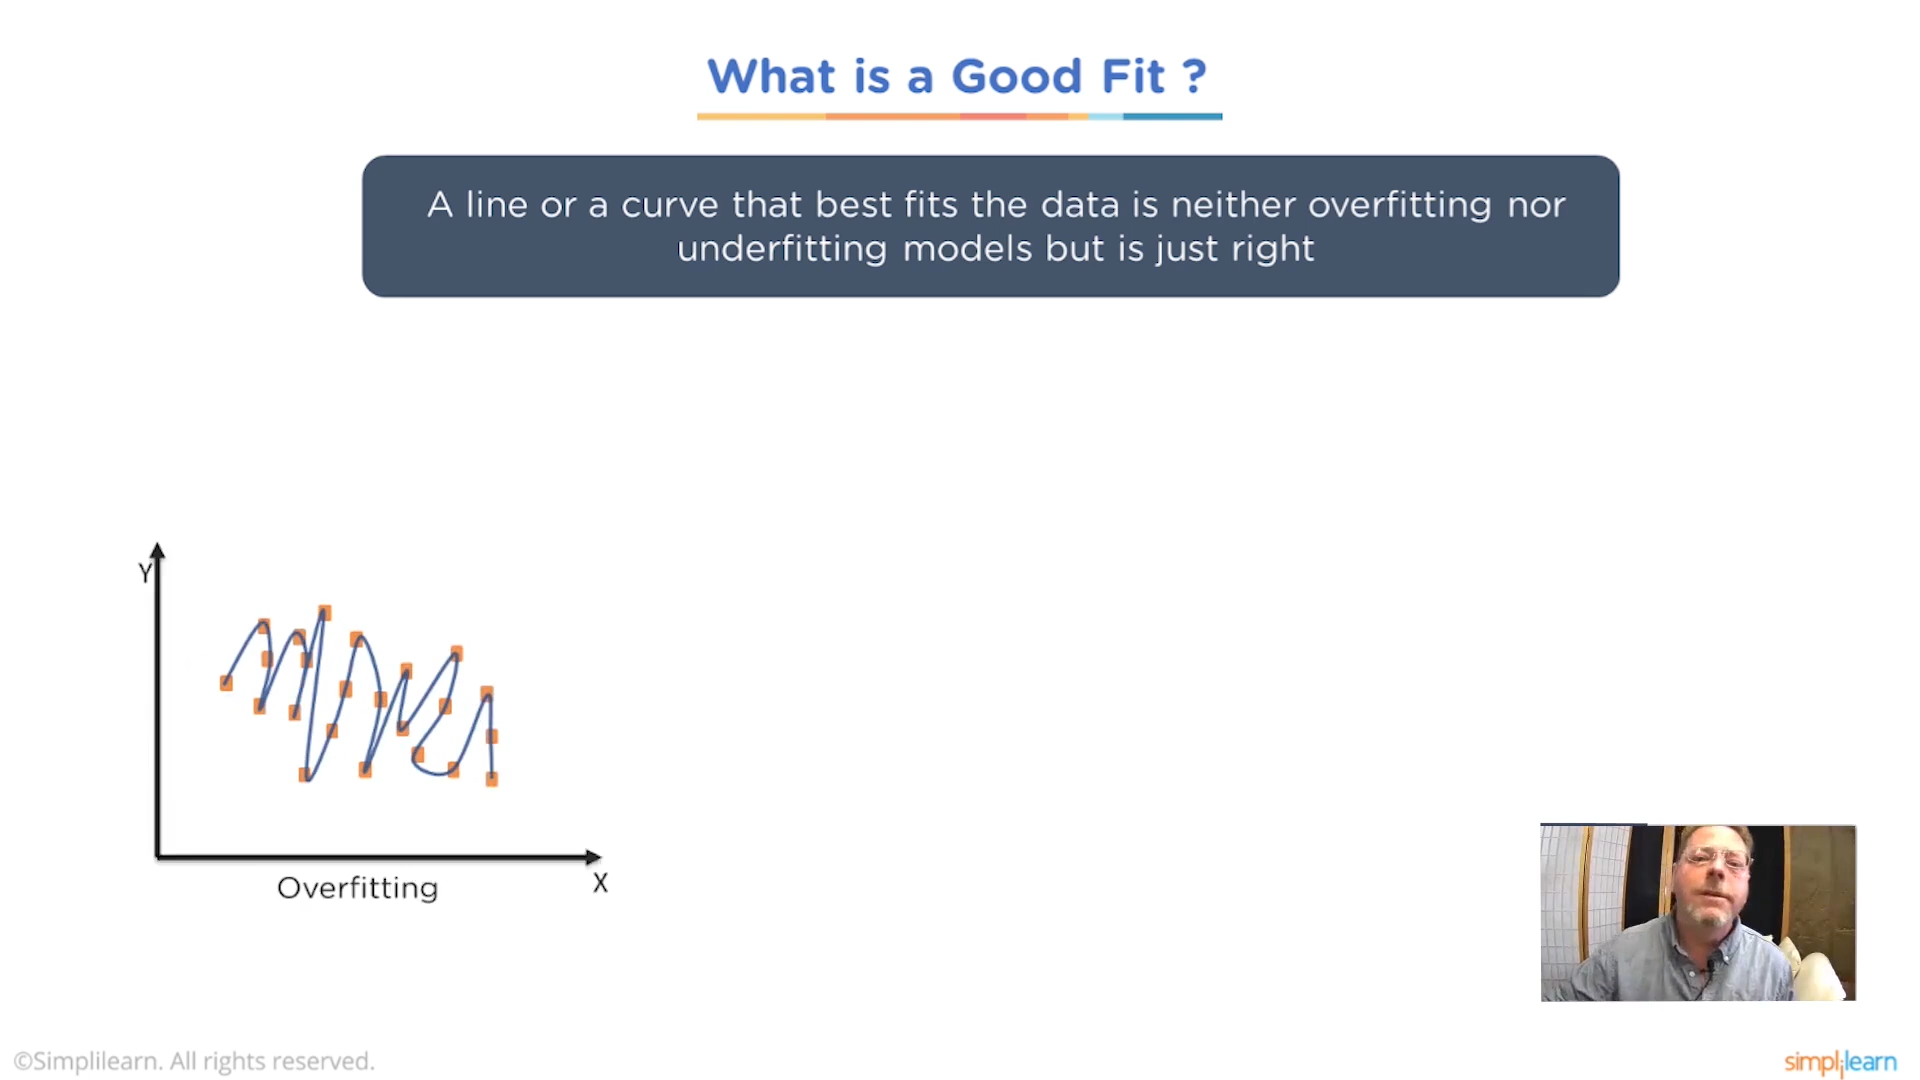 What is a Good Fit ?
A line or a curve that best fits the data is neither overfitting nor
underfitting models but is just right
Y
X
Overfitting
©Simplilearn. All rights reserved.
simplilearn